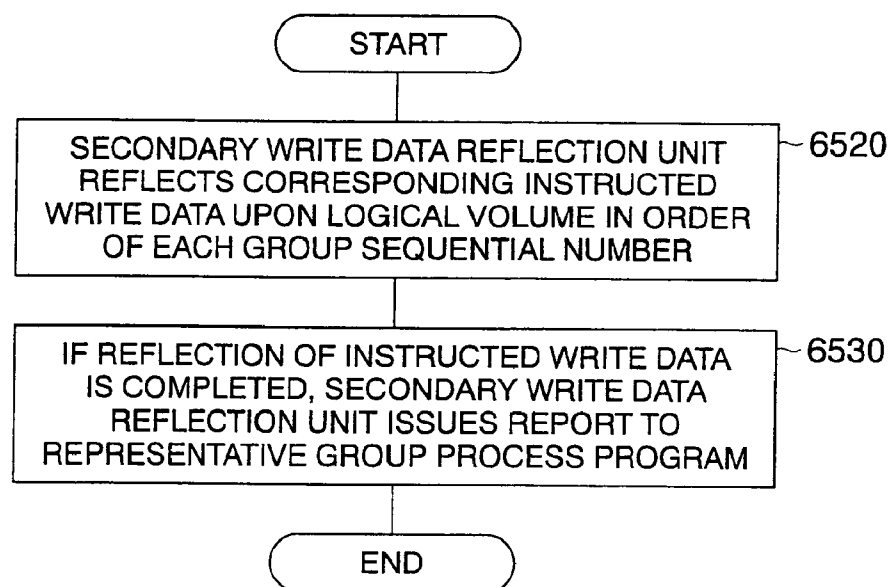 START
SECONDARY WRITE DATA REFLECTION UNIT
REFLECTS CORRESPONDING INSTRUCTED
WRITE DATA UPON LOGICAL VOLUME IN ORDER
OF EACH GROUP SEQUENTIAL NUMBER
6520
IF REFLECTION OF INSTRUCTED WRITE DATA
IS COMPLETED, SECONDARY WRITE DATA
REFLECTION UNIT ISSUES REPORT TO
REPRESENTATIVE GROUP PROCESS PROGRAM
6530
END